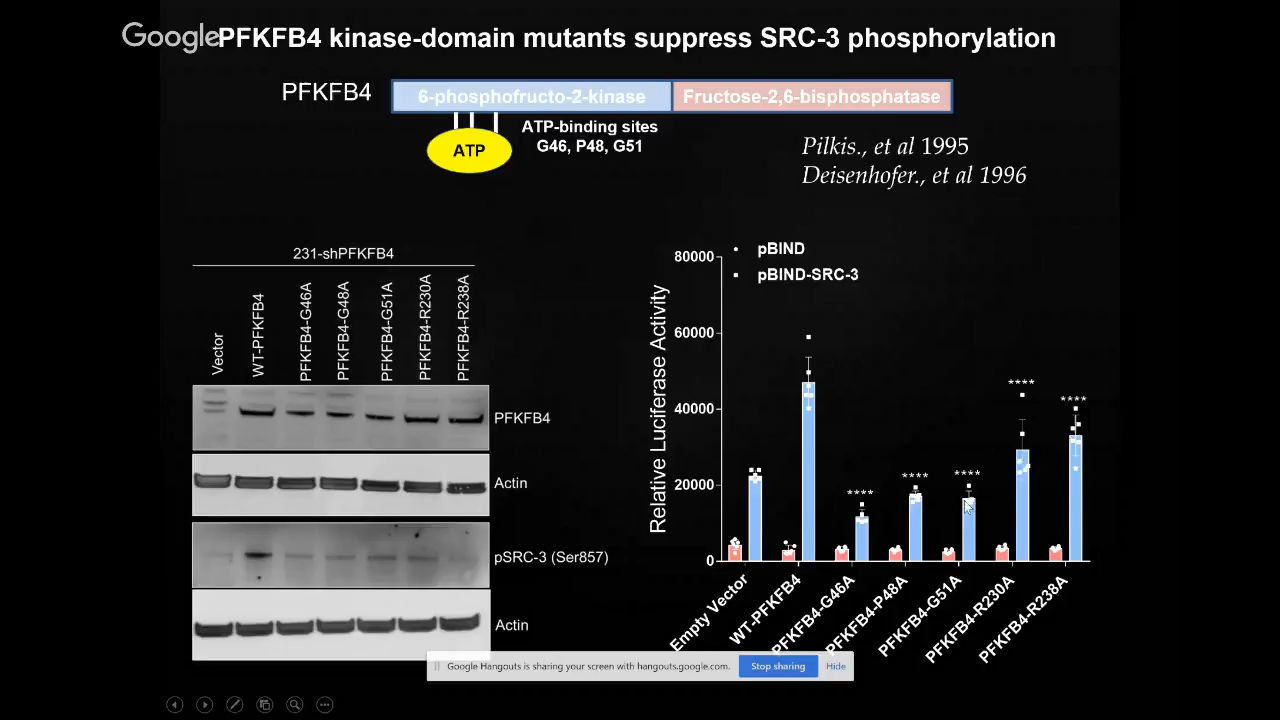 Google
PFKFB4 kinase-domain mutants suppress SRC-3 phosphorylation
PFKFB4
6-phosphofructo-2-kinase
Fructose-2,6-bisphosphatase
ATP
ATP-binding sites
G46, P48, G51
Pilkis., et al 1995
Deisenhofer., et al 1996
231-shPFKFB4
Vector
WT-PFKFB4
PFKFB4-G46A
PFKFB4-G48A
PFKFB4-G51A
PFKFB4-R230A
PFKFB4-R238A
PFKFB4
Actin
pSRC-3 (Ser857)
Actin
pBIND
pBIND-SRC-3
Relative Luciferase Activity
80000
60000
40000
20000
0
****
****
****
****
****
Empty Vector
WT-PFKFB4
PFKFB4-G46A
PFKFB4-P48A
PFKFB4-G51A
PFKFB4-R230A
PFKFB4-R238A
Google Hangouts is sharing your screen with hangouts.google.com.
Stop sharing
Hide